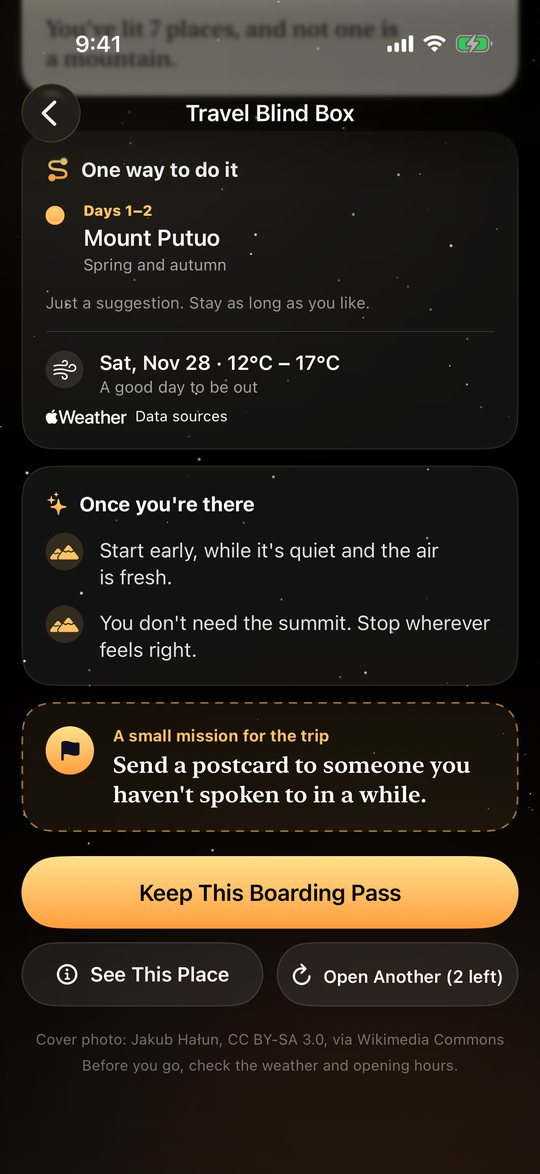 You've lit 7 places, and not one is
a mountain.
9:41
Travel Blind Box
One way to do it
Days 1–2
Mount Putuo
Spring and autumn
Just a suggestion. Stay as long as you like.
Sat, Nov 28 · 12°C – 17°C
A good day to be out
Weather Data sources
Once you're there
Start early, while it's quiet and the air
is fresh.
You don't need the summit. Stop wherever
feels right.
A small mission for the trip
Send a postcard to someone you
haven't spoken to in a while.
Keep This Boarding Pass
See This Place
Open Another (2 left)
Cover photo: Jakub Hałun, CC BY-SA 3.0, via Wikimedia Commons
Before you go, check the weather and opening hours.